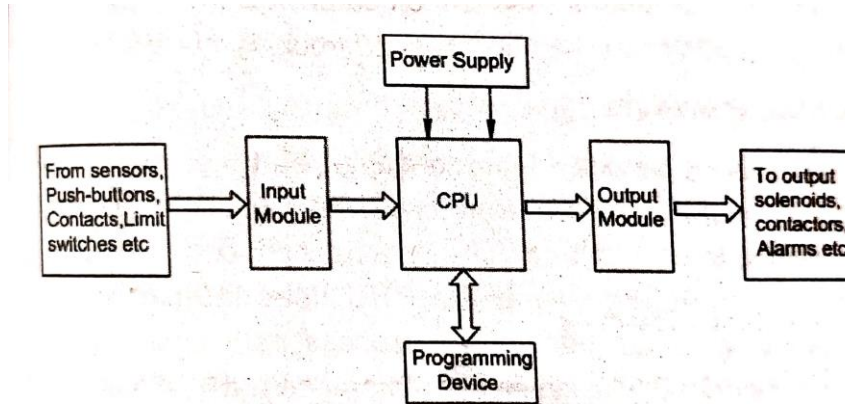 Power Supply
From sensors,
Push-buttons,
Contacts,Limit
switches etc
Input
Module
CPU
Output
Module
To output
solenoids,
contactors,
Alarms etc
Programming
Device